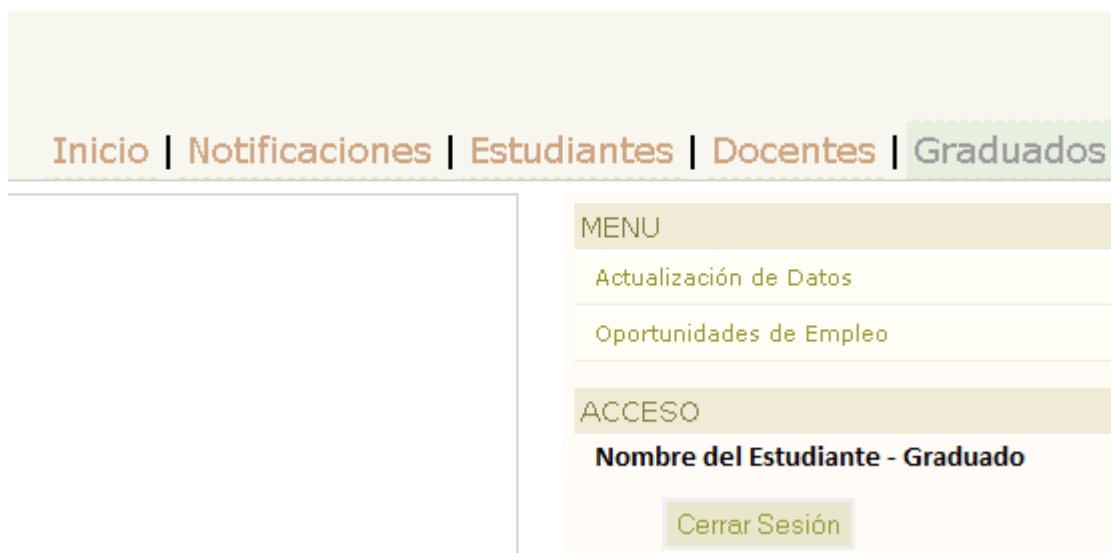 Inicio | Notificaciones | Estudiantes | Docentes | Graduados
MENU
Actualización de Datos
Oportunidades de Empleo
ACCESO
Nombre del Estudiante - Graduado
Cerrar Sesión